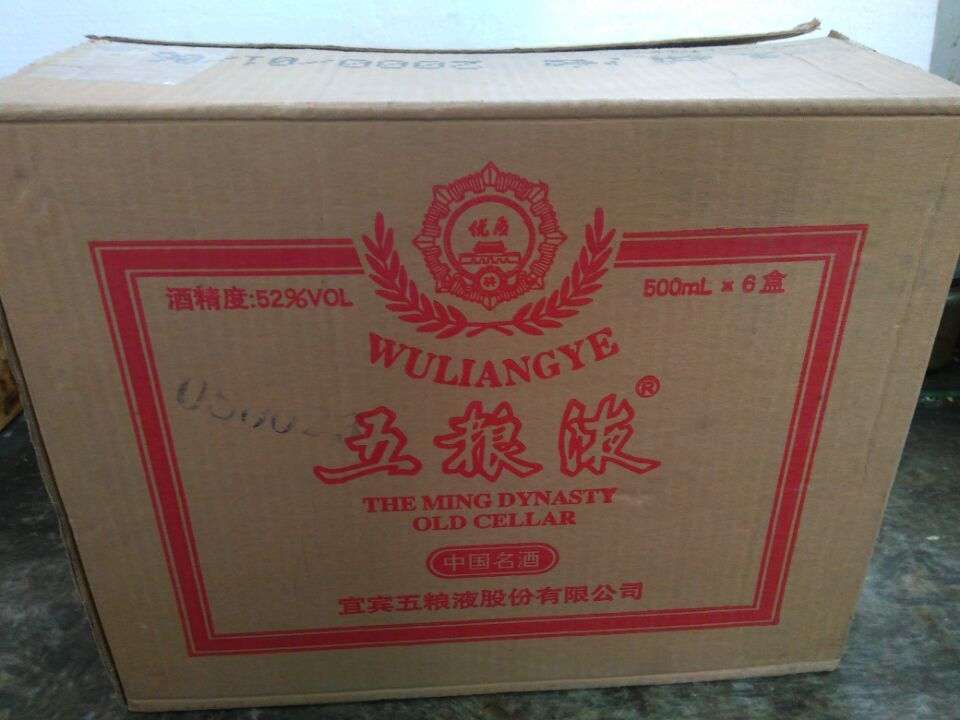 优质
酒精度:52%VOL
500mL × 6盒
WULIANGYE
五粮液®
THE MING DYNASTY
OLD CELLAR
中国名酒
宜宾五粮液股份有限公司